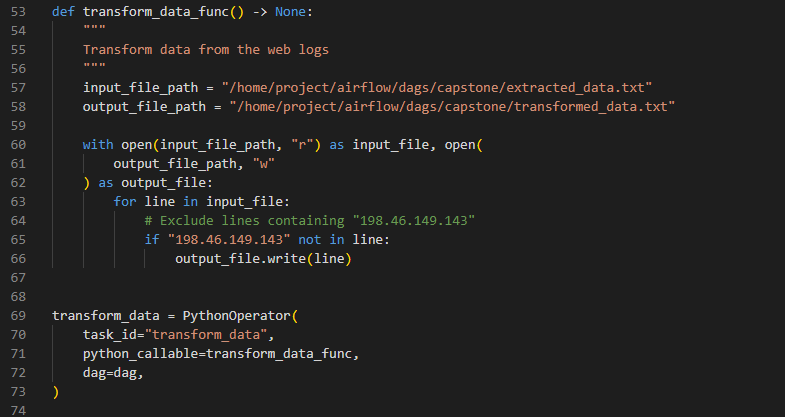 53 def transform_data_func() -> None:
54     """
55     Transform data from the web logs
56     """
57     input_file_path = "/home/project/airflow/dags/capstone/extracted_data.txt"
58     output_file_path = "/home/project/airflow/dags/capstone/transformed_data.txt"
59
60     with open(input_file_path, "r") as input_file, open(
61         output_file_path, "w"
62     ) as output_file:
63         for line in input_file:
64             # Exclude lines containing "198.46.149.143"
65             if "198.46.149.143" not in line:
66                 output_file.write(line)
67
68
69 transform_data = PythonOperator(
70     task_id="transform_data",
71     python_callable=transform_data_func,
72     dag=dag,
73 )
74